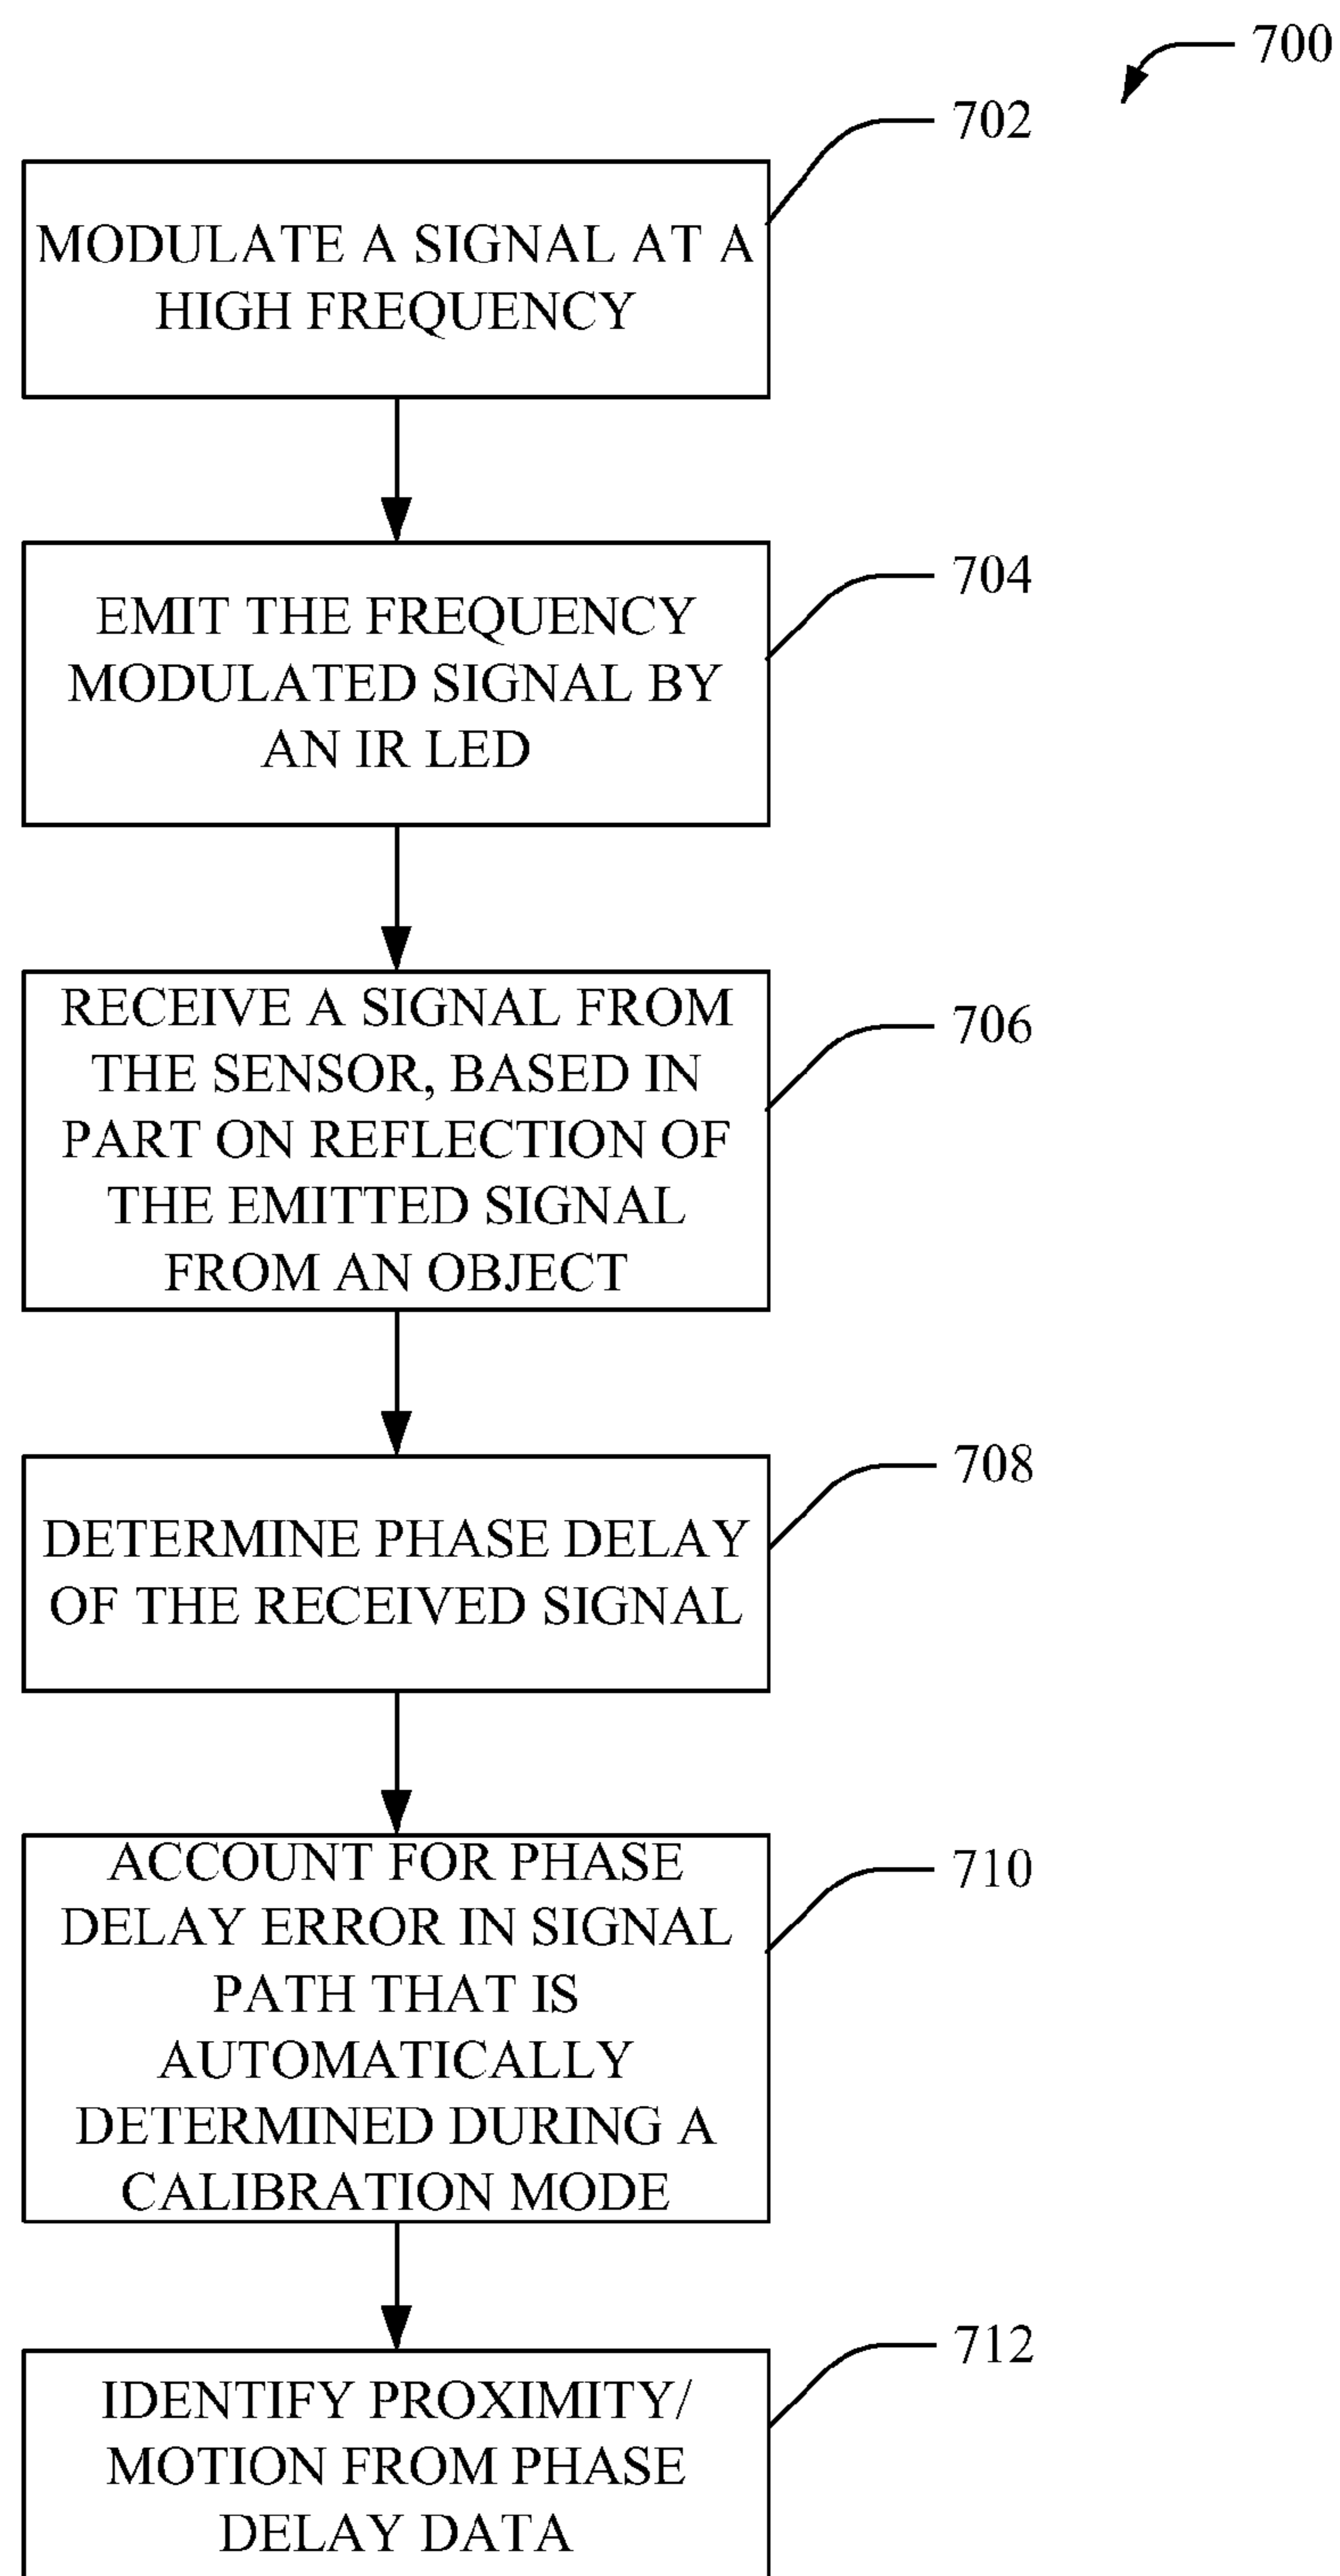 700
702
MODULATE A SIGNAL AT A
HIGH FREQUENCY
704
EMIT THE FREQUENCY
MODULATED SIGNAL BY
AN IR LED
706
RECEIVE A SIGNAL FROM
THE SENSOR, BASED IN
PART ON REFLECTION OF
THE EMITTED SIGNAL
FROM AN OBJECT
708
DETERMINE PHASE DELAY
OF THE RECEIVED SIGNAL
710
ACCOUNT FOR PHASE
DELAY ERROR IN SIGNAL
PATH THAT IS
AUTOMATICALLY
DETERMINED DURING A
CALIBRATION MODE
712
IDENTIFY PROXIMITY/
MOTION FROM PHASE
DELAY DATA